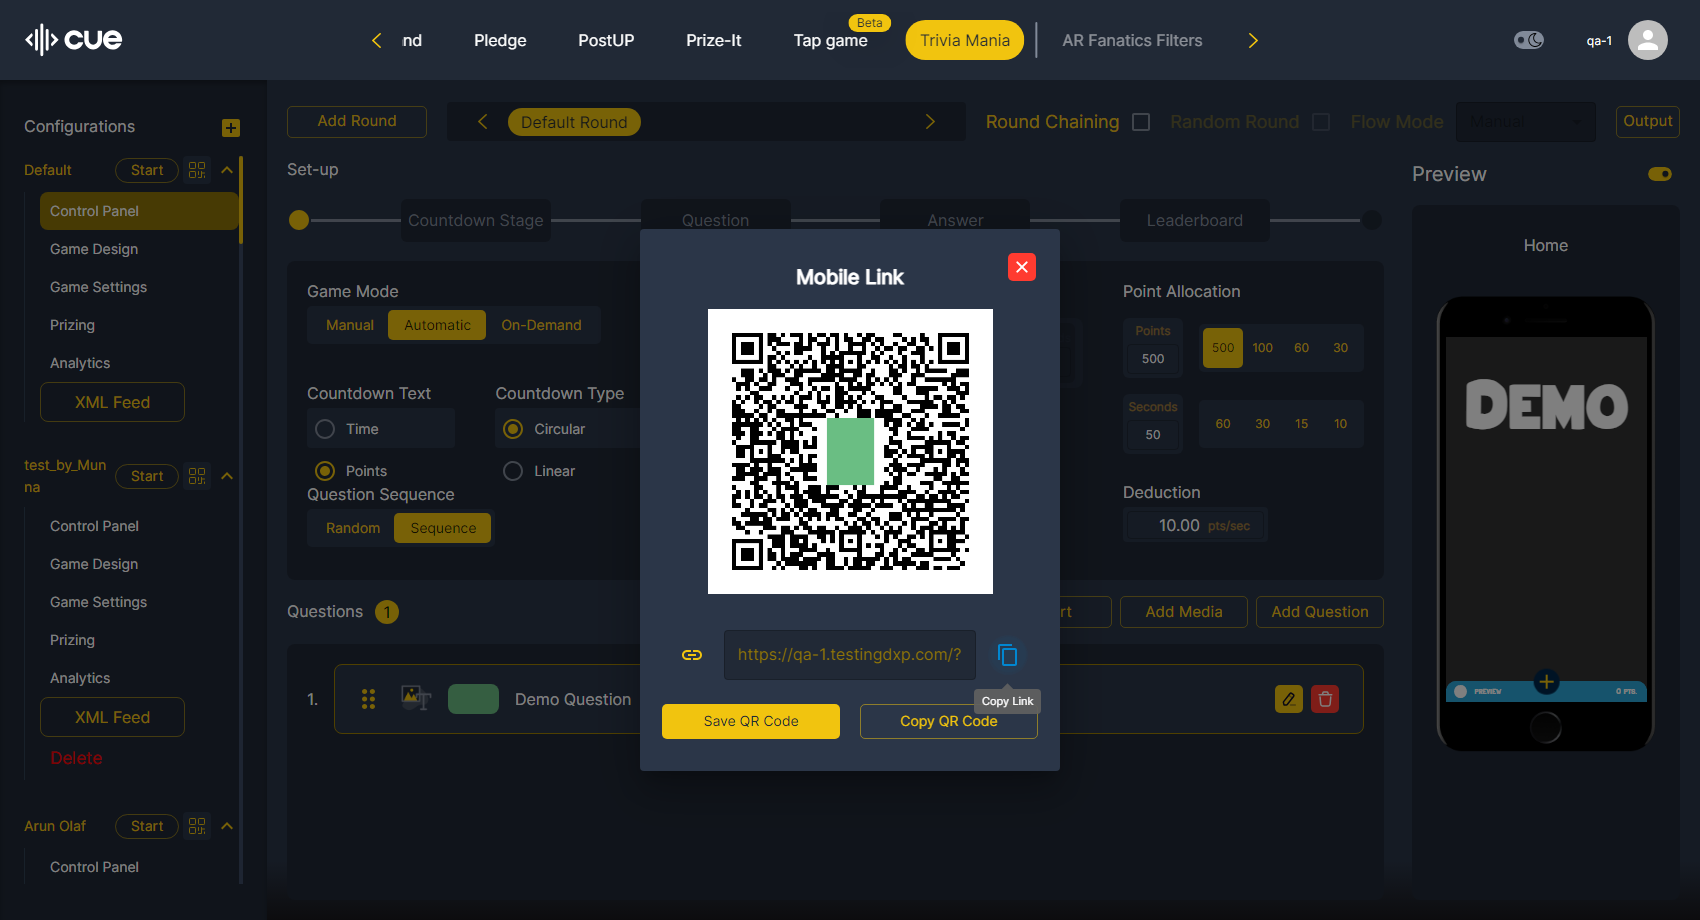 cue
nd
Pledge
PostUP
Prize-It
Tap game
Beta
Trivia Mania
AR Fanatics Filters
qa-1
Configurations
Default
Start
Control Panel
Game Design
Game Settings
Prizing
Analytics
XML Feed
test_by_Mun
na
Start
Control Panel
Game Design
Game Settings
Prizing
Analytics
XML Feed
Delete
Arun Olaf
Start
Control Panel
Add Round
Default Round
Round Chaining
Random Round
Flow Mode
Manual
Output
Set-up
Countdown Stage
Question
Answer
Leaderboard
Game Mode
Manual
Automatic
On-Demand
Countdown Text
Time
Points
Countdown Type
Circular
Linear
Question Sequence
Random
Sequence
Point Allocation
Points
500
500
100
60
30
Seconds
50
60
30
15
10
Deduction
10.00 pts/sec
Questions 1
rt
Add Media
Add Question
1.
Demo Question
Mobile Link
https://qa-1.testingdxp.com/?
Copy Link
Save QR Code
Copy QR Code
Preview
Home
DEMO
PREVIEW
0 PTS.